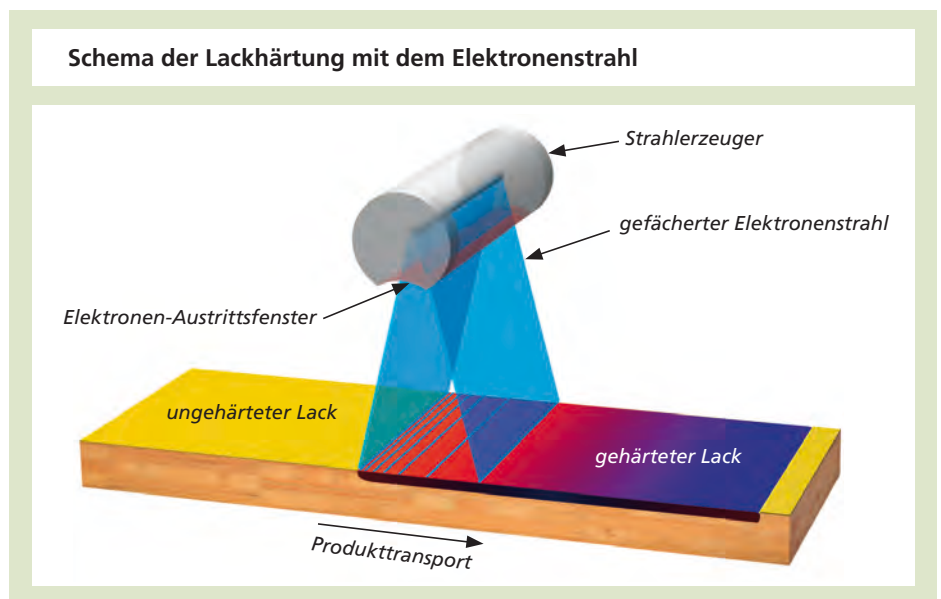 Schema der Lackhärtung mit dem Elektronenstrahl
Strahlerzeuger
gefächerter Elektronenstrahl
Elektronen-Austrittsfenster
ungehärteter Lack
gehärteter Lack
Produkttransport